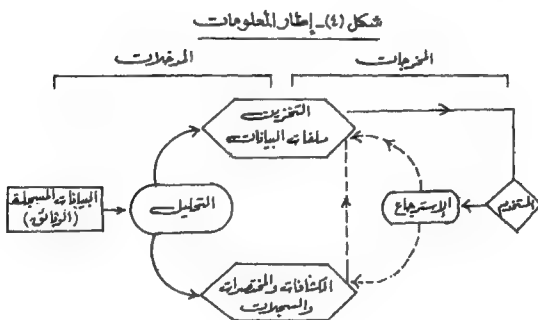 شكل (٤) ـ إطار المعلومات
المخرجات
المدخلات
التخزين
ملفات البيانات
البيانات المسجلة
(الوثائق)
التحليل
الإسترجاع
المستخدم
الكشافات والمختصرات
والسجلات